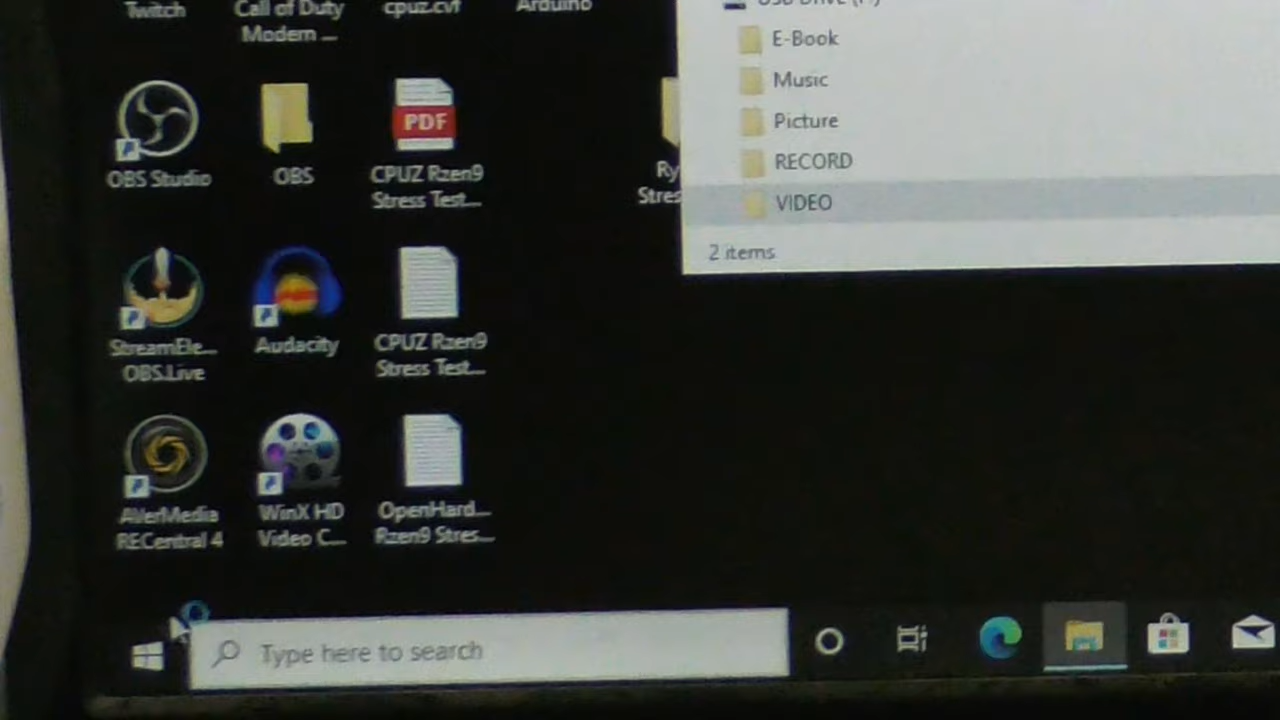 Twitch
Call of Duty
Modern ...
cpuz.cvf
Arduino
OBS Studio
OBS
PDF
CPUZ Rzen9
Stress Test...
Ry
Stres
StreamEle...
OBS.Live
Audacity
CPUZ Rzen9
Stress Test...
AVerMedia
RECentral 4
WinX HD
Video C...
OpenHard...
Rzen9 Stres...
USB Drive
E-Book
Music
Picture
RECORD
VIDEO
2 items
Type here to search